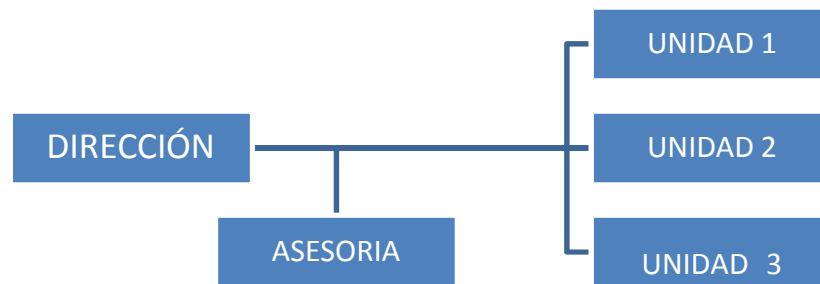 UNIDAD 1
DIRECCIÓN
UNIDAD 2
ASESORIA
UNIDAD 3